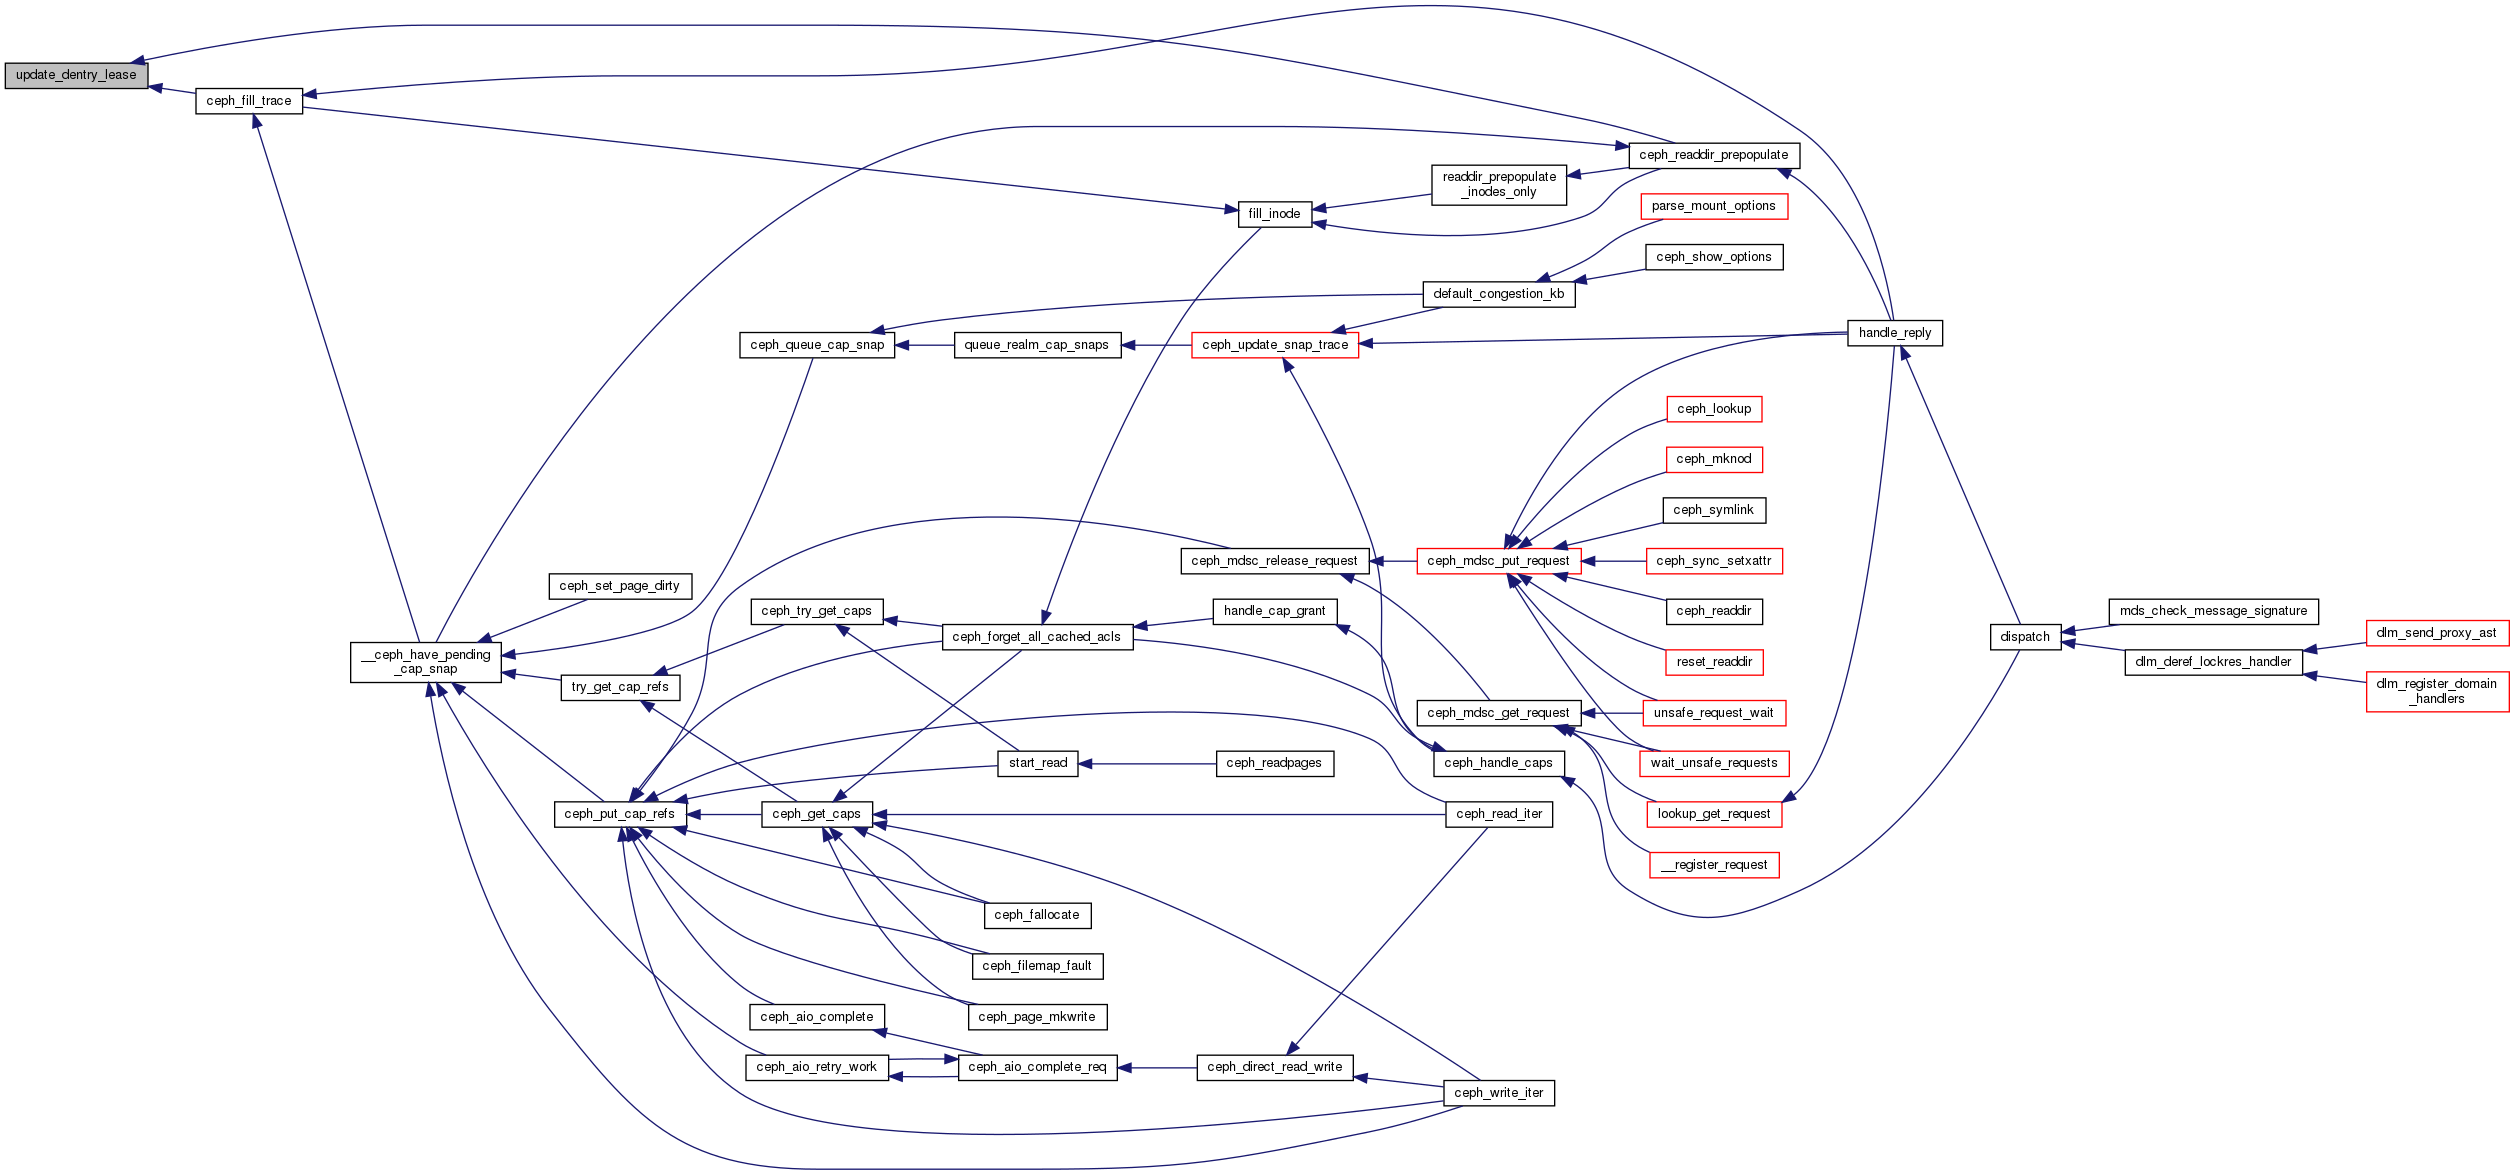 update_dentry_lease
ceph_fill_trace
__ceph_have_pending
_cap_snap
ceph_set_page_dirty
try_get_cap_refs
ceph_put_cap_refs
ceph_queue_cap_snap
ceph_try_get_caps
ceph_get_caps
ceph_aio_complete
ceph_aio_retry_work
queue_realm_cap_snaps
ceph_forget_all_cached_acls
start_read
ceph_fallocate
ceph_filemap_fault
ceph_page_mkwrite
ceph_aio_complete_req
fill_inode
ceph_update_snap_trace
ceph_mdsc_release_request
handle_cap_grant
ceph_readpages
ceph_direct_read_write
readdir_prepopulate
_inodes_only
default_congestion_kb
ceph_mdsc_put_request
ceph_mdsc_get_request
ceph_handle_caps
ceph_read_iter
ceph_write_iter
ceph_readdir_prepopulate
parse_mount_options
ceph_show_options
ceph_lookup
ceph_mknod
ceph_symlink
ceph_sync_setxattr
ceph_readdir
reset_readdir
unsafe_request_wait
wait_unsafe_requests
lookup_get_request
__register_request
handle_reply
dispatch
mds_check_message_signature
dlm_deref_lockres_handler
dlm_send_proxy_ast
dlm_register_domain
_handlers